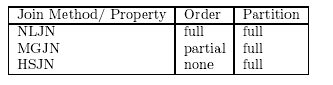 Join Method/ Property Order Partition
NLJN full full
MGJN partial full
HSJN none full